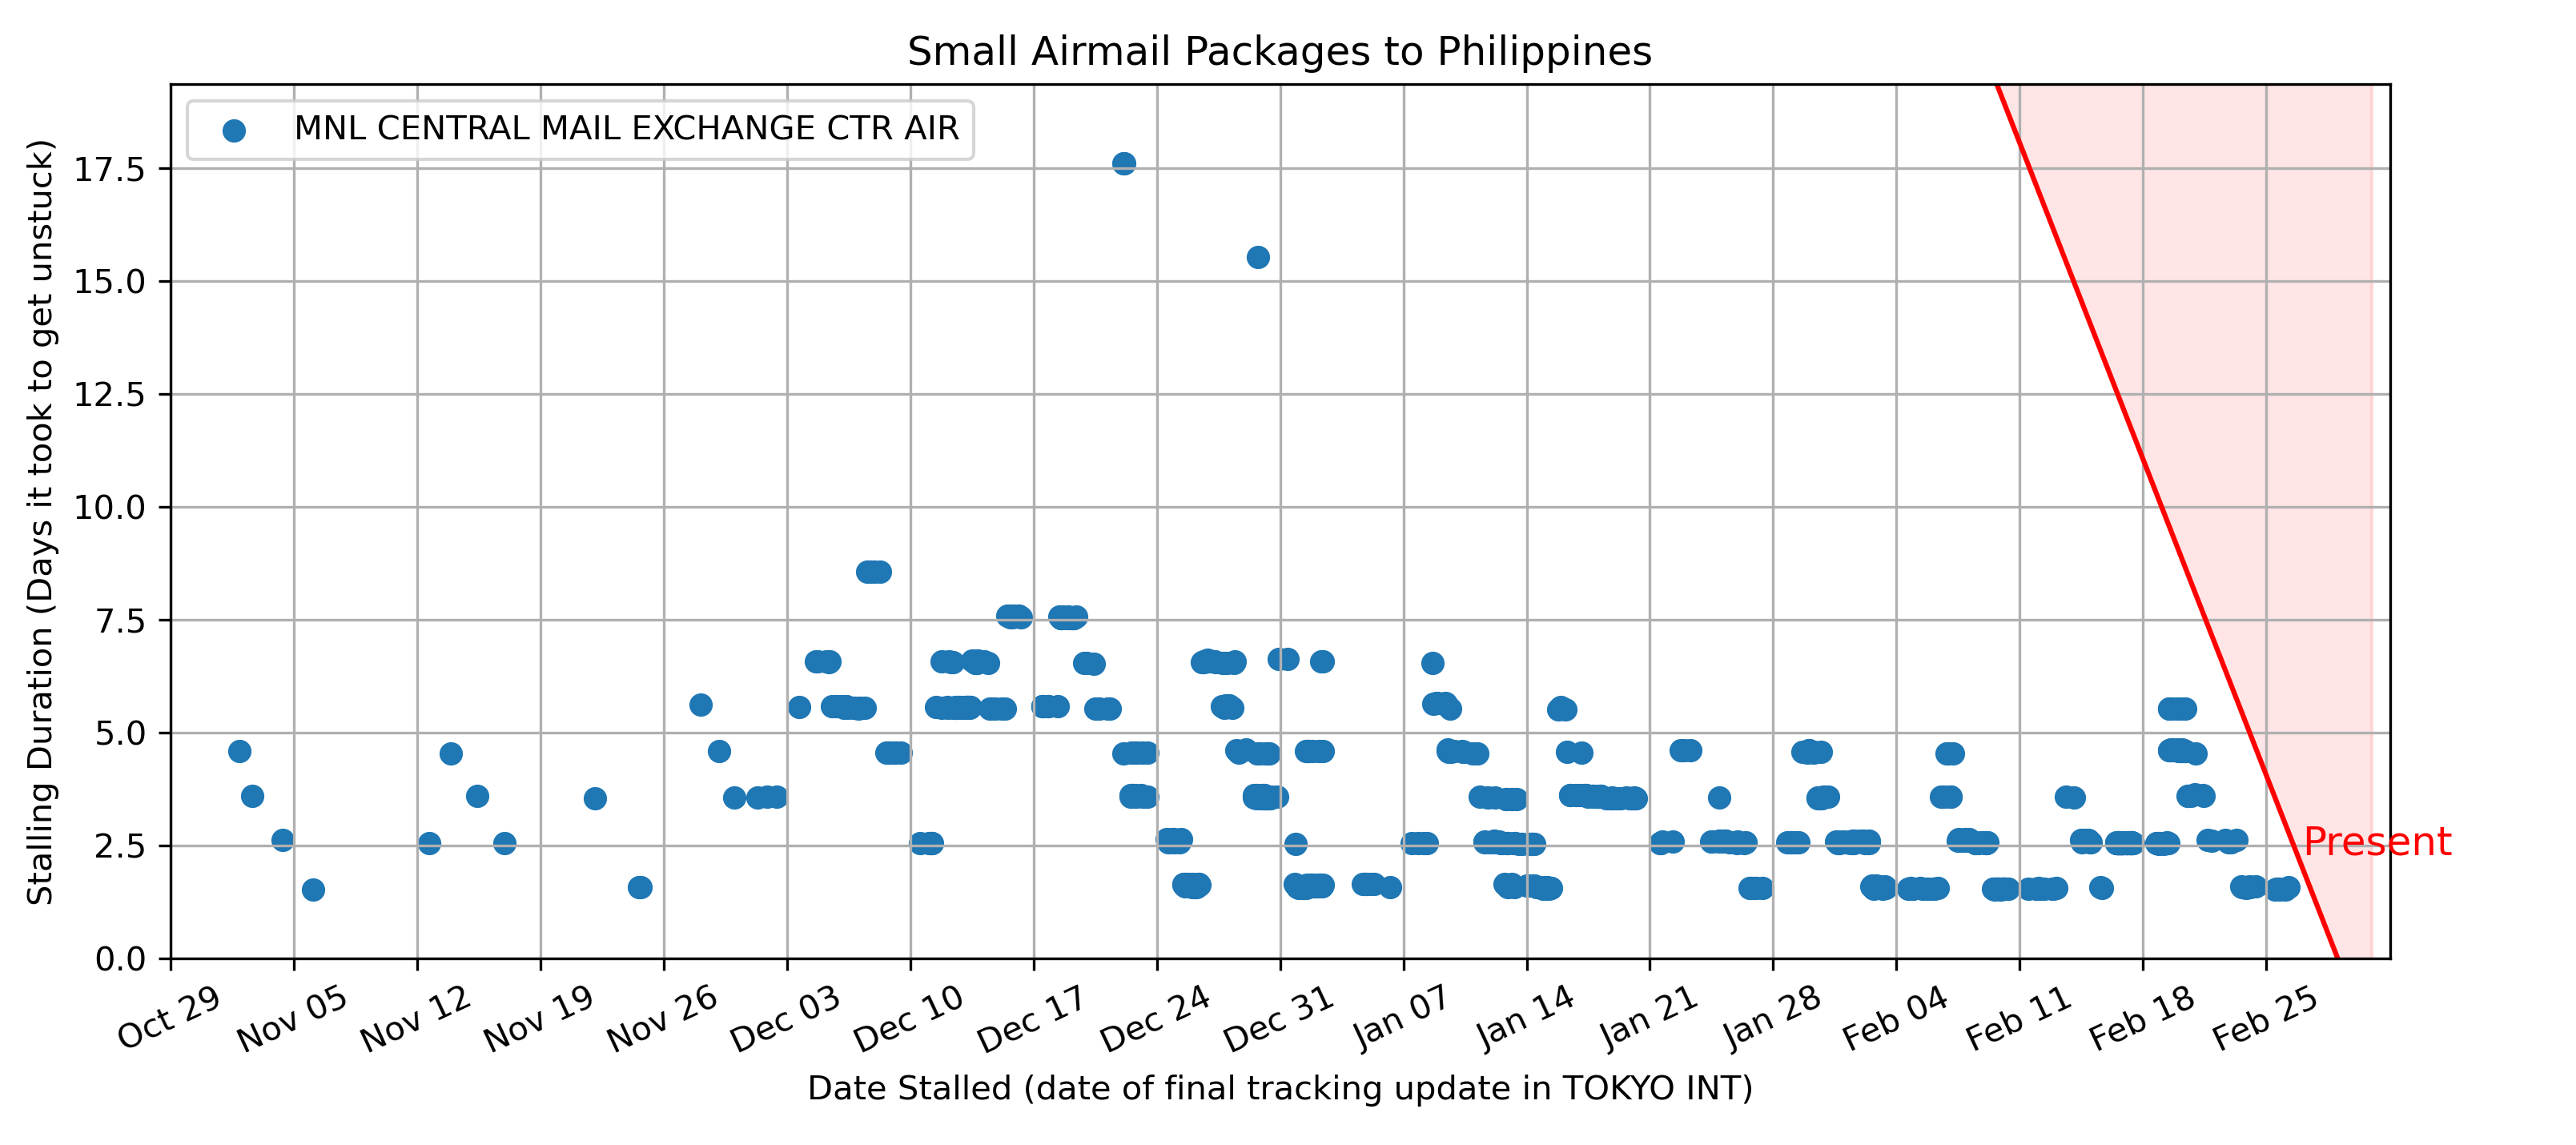 Small Airmail Packages to Philippines
MNL CENTRAL MAIL EXCHANGE CTR AIR
Stalling Duration (Days it took to get unstuck)
17.5
15.0
12.5
10.0
7.5
5.0
2.5
0.0
Present
Oct 29
Nov 05
Nov 12
Nov 19
Nov 26
Dec 03
Dec 10
Dec 17
Dec 24
Dec 31
Jan 07
Jan 14
Jan 21
Jan 28
Feb 04
Feb 11
Feb 18
Feb 25
Date Stalled (date of final tracking update in TOKYO INT)